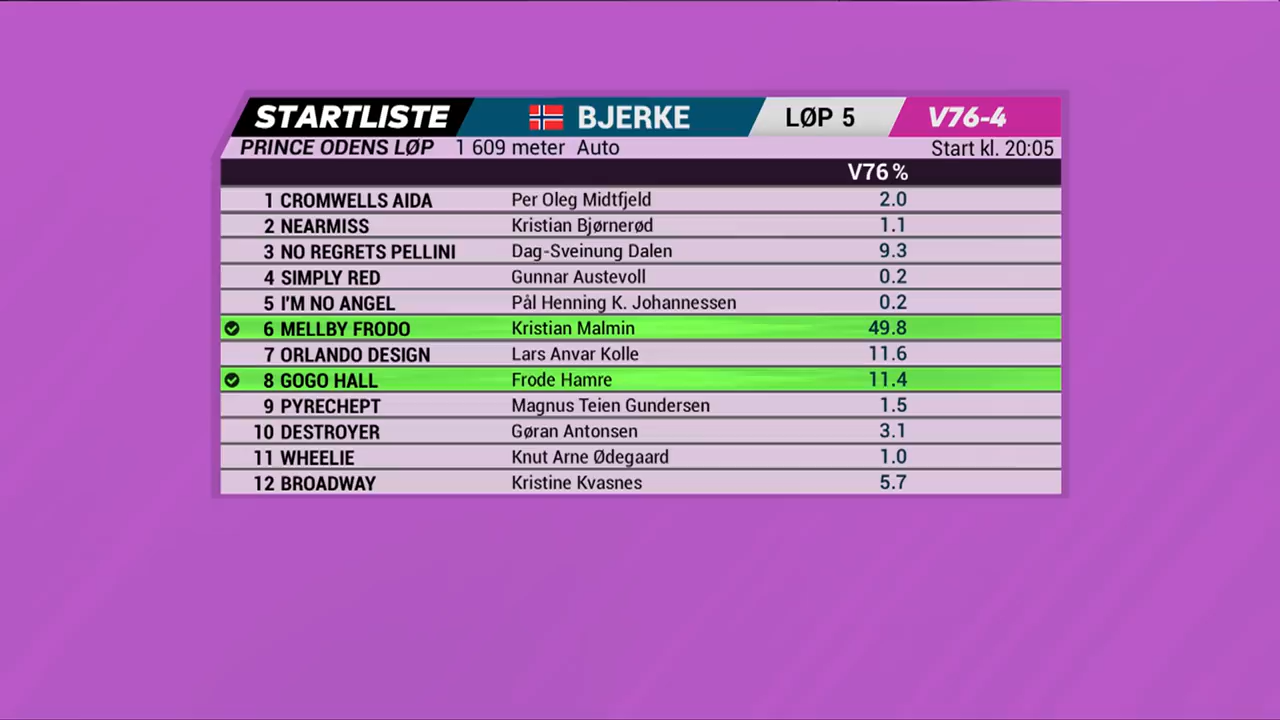 STARTLISTE BJERKE LØP 5 V76-4
PRINCE ODENS LØP 1 609 meter Auto Start kl. 20:05
V76 %
1 CROMWELLS AIDA Per Oleg Midtfjeld 2.0
2 NEARMISS Kristian Bjørnerød 1.1
3 NO REGRETS PELLINI Dag-Sveinung Dalen 9.3
4 SIMPLY RED Gunnar Austevoll 0.2
5 I'M NO ANGEL Pål Henning K. Johannessen 0.2
6 MELLBY FRODO Kristian Malmin 49.8
7 ORLANDO DESIGN Lars Anvar Kolle 11.6
8 GOGO HALL Frode Hamre 11.4
9 PYRECHEPT Magnus Teien Gundersen 1.5
10 DESTROYER Gøran Antonsen 3.1
11 WHEELIE Knut Arne Ødegaard 1.0
12 BROADWAY Kristine Kvasnes 5.7